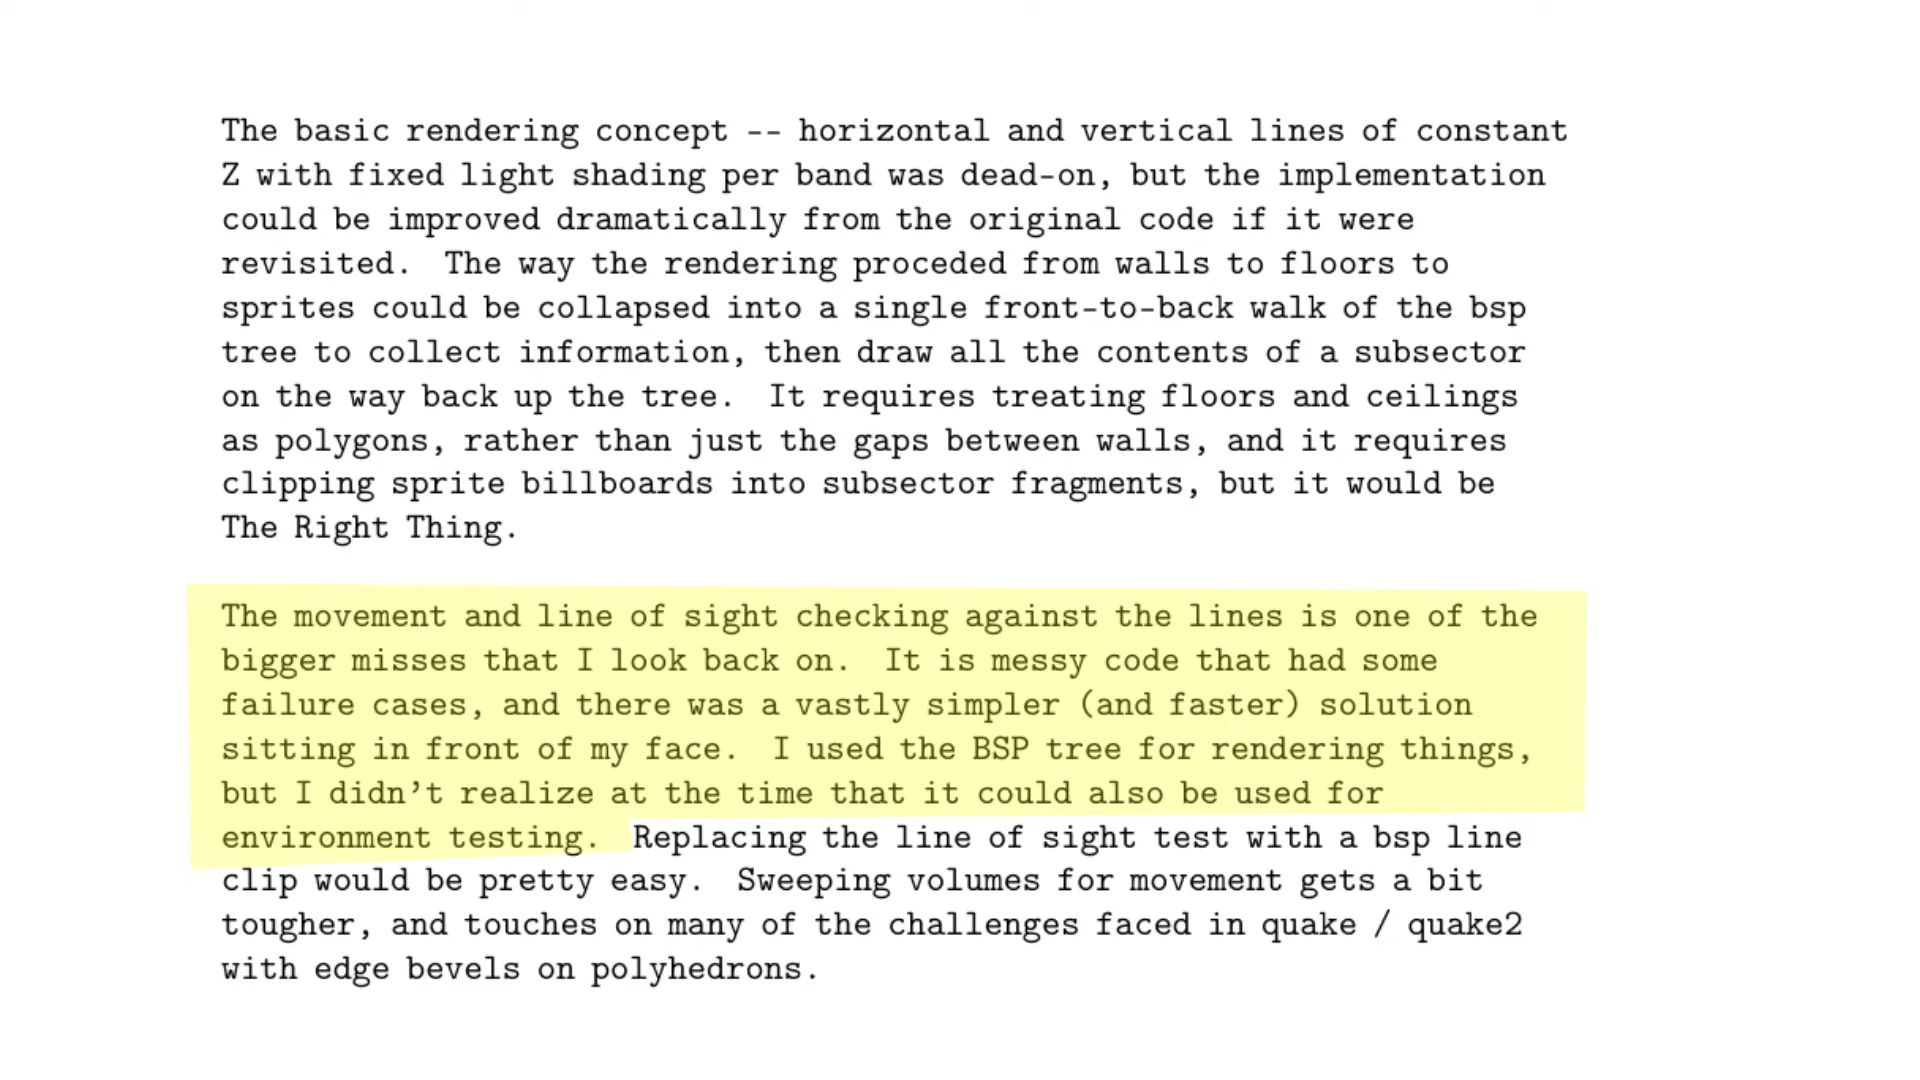 The basic rendering concept -- horizontal and vertical lines of constant
Z with fixed light shading per band was dead-on, but the implementation
could be improved dramatically from the original code if it were
revisited.  The way the rendering proceded from walls to floors to
sprites could be collapsed into a single front-to-back walk of the bsp
tree to collect information, then draw all the contents of a subsector
on the way back up the tree.  It requires treating floors and ceilings
as polygons, rather than just the gaps between walls, and it requires
clipping sprite billboards into subsector fragments, but it would be
The Right Thing.

The movement and line of sight checking against the lines is one of the
bigger misses that I look back on.  It is messy code that had some
failure cases, and there was a vastly simpler (and faster) solution
sitting in front of my face.  I used the BSP tree for rendering things,
but I didn't realize at the time that it could also be used for
environment testing.  Replacing the line of sight test with a bsp line
clip would be pretty easy.  Sweeping volumes for movement gets a bit
tougher, and touches on many of the challenges faced in quake / quake2
with edge bevels on polyhedrons.